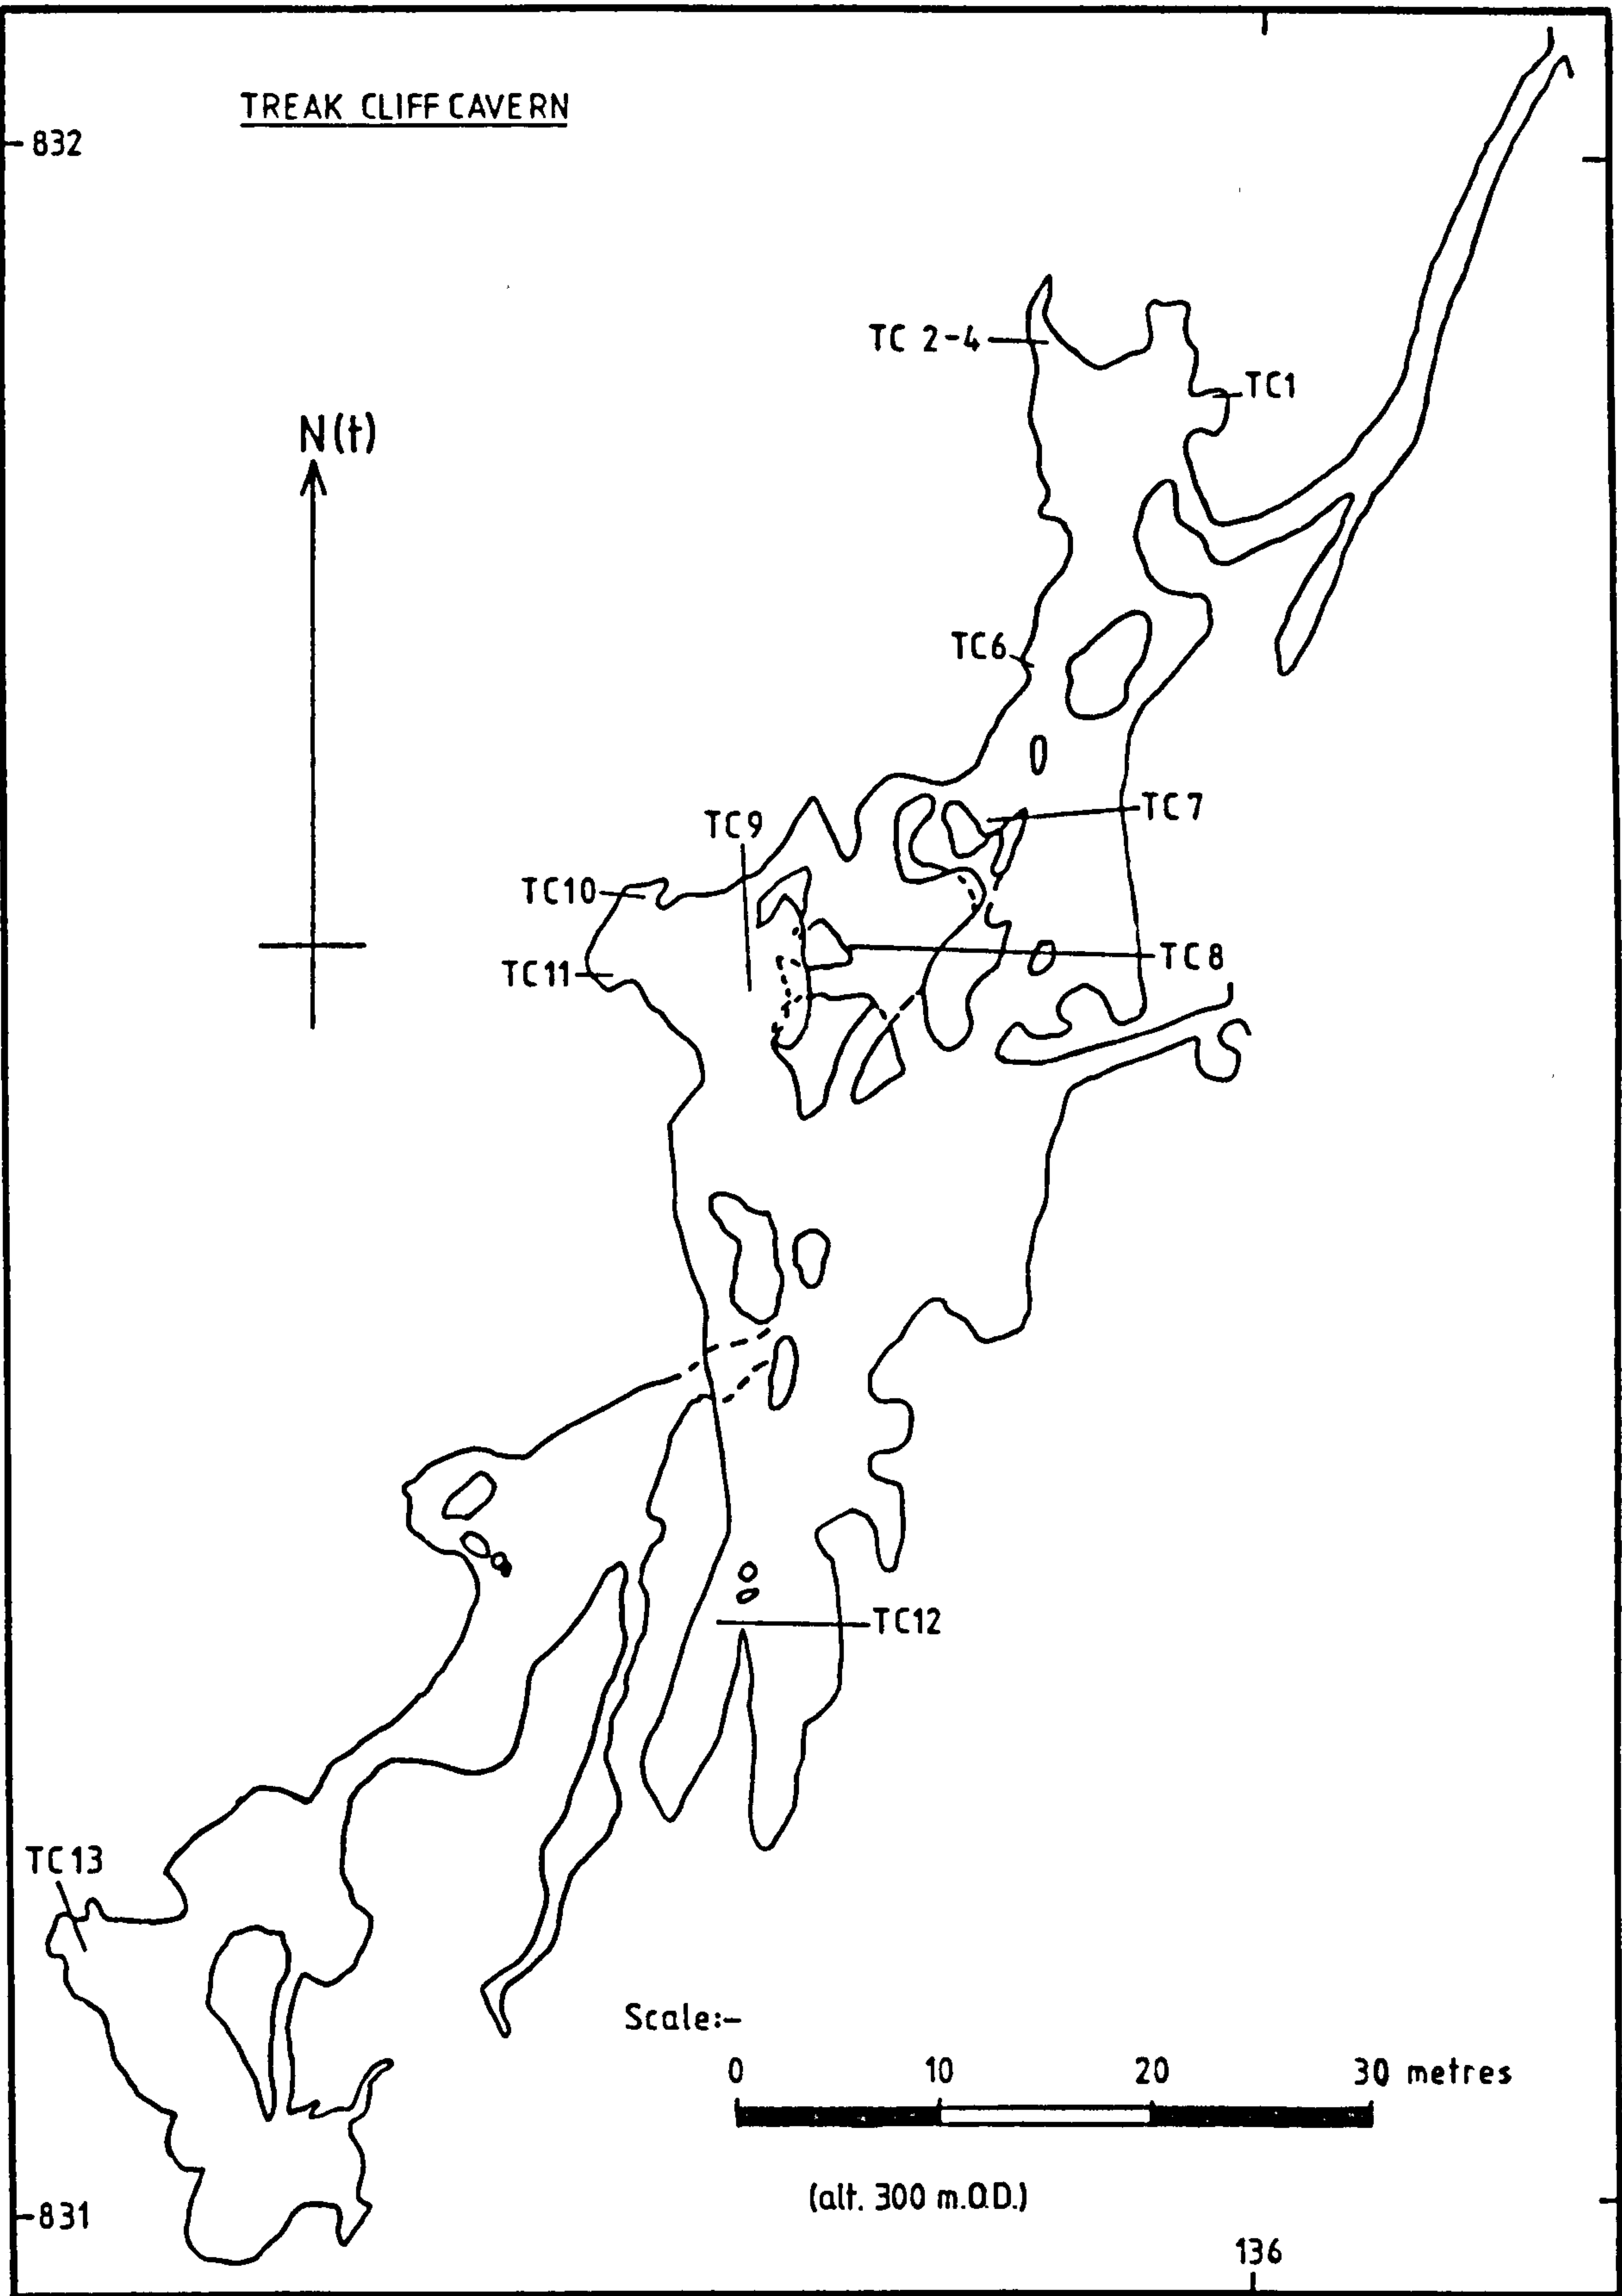 TREAK CLIFF CAVERN
832
TC 2-4
TC1
N(t)
TC6
TC7
TC9
TC10
TC8
TC11
TC12
TC13
Scale:-
0 10 20 30 metres
(alt. 300 m.O.D.)
831
136